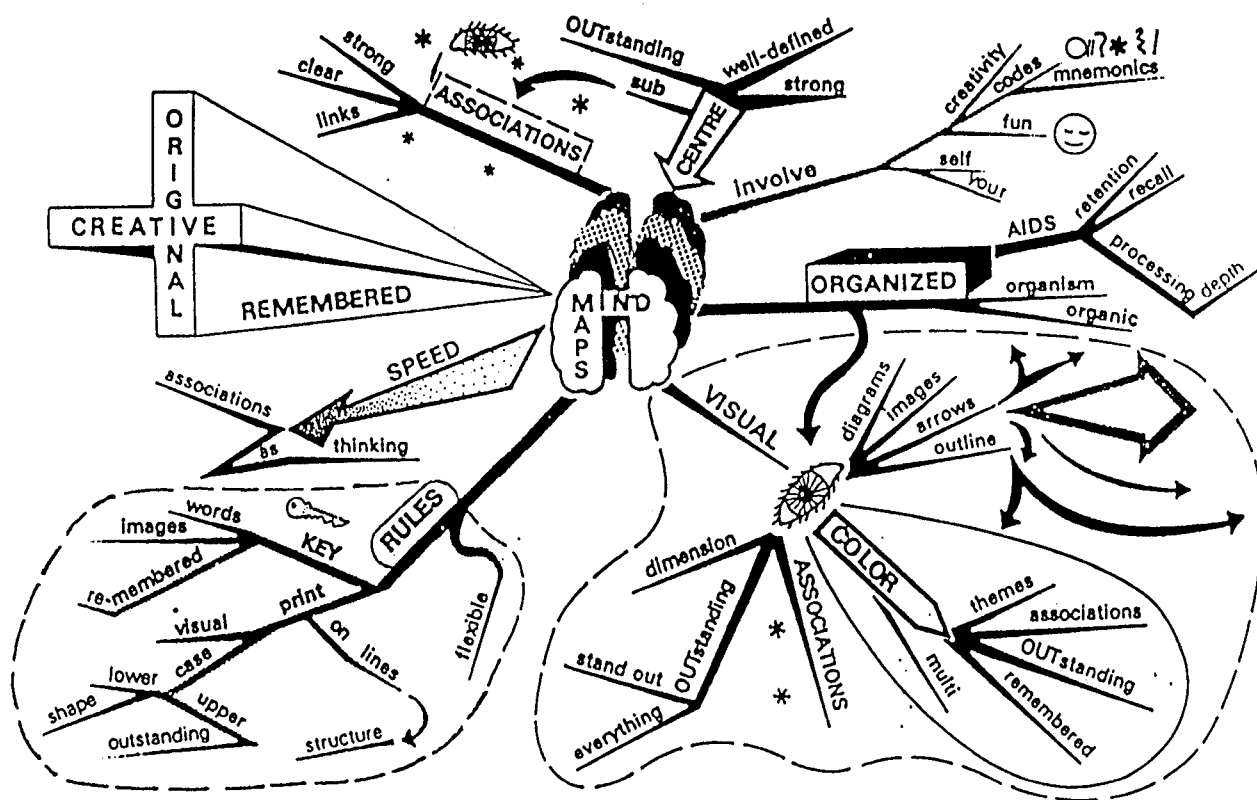 MIND
MAPS
ASSOCIATIONS
strong
clear
links
CENTRE
OUTstanding
sub
well-defined
strong
involve
creativity
codes
mnemonics
fun
self
your
ORGANIZED
AIDS
retention
recall
processing
depth
organism
organic
VISUAL
diagrams
images
arrows
outline
COLOR
themes
associations
OUTstanding
remembered
multi
ASSOCIATIONS
OUTstanding
stand out
everything
dimension
RULES
KEY
words
images
re-membered
print
visual
case
lower
shape
upper
outstanding
on
lines
structure
flexible
SPEED
associations
as
thinking
ORIGINAL
CREATIVE
REMEMBERED